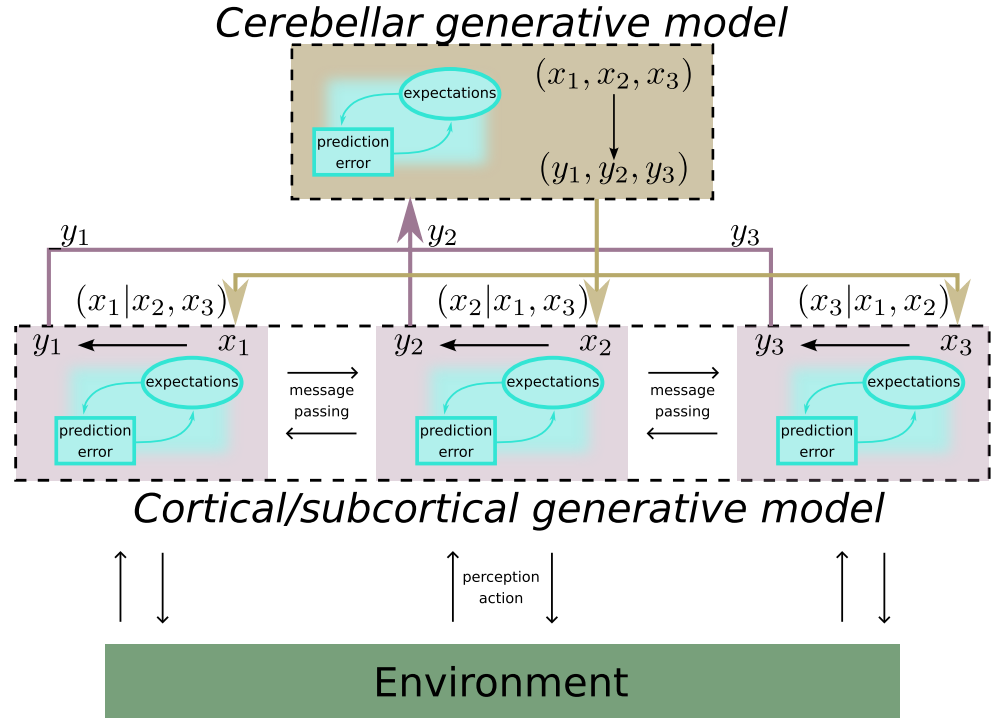 Cerebellar generative model
expectations
(x₁, x₂, x₃)
prediction
error
(y₁, y₂, y₃)
y₁
y₂
y₃
(x₁|x₂, x₃)
(x₂|x₁, x₃)
(x₃|x₁, x₂)
y₁
x₁
y₂
x₂
y₃
x₃
expectations
prediction
error
message
passing
expectations
prediction
error
message
passing
expectations
prediction
error
Cortical/subcortical generative model
perception
action
Environment